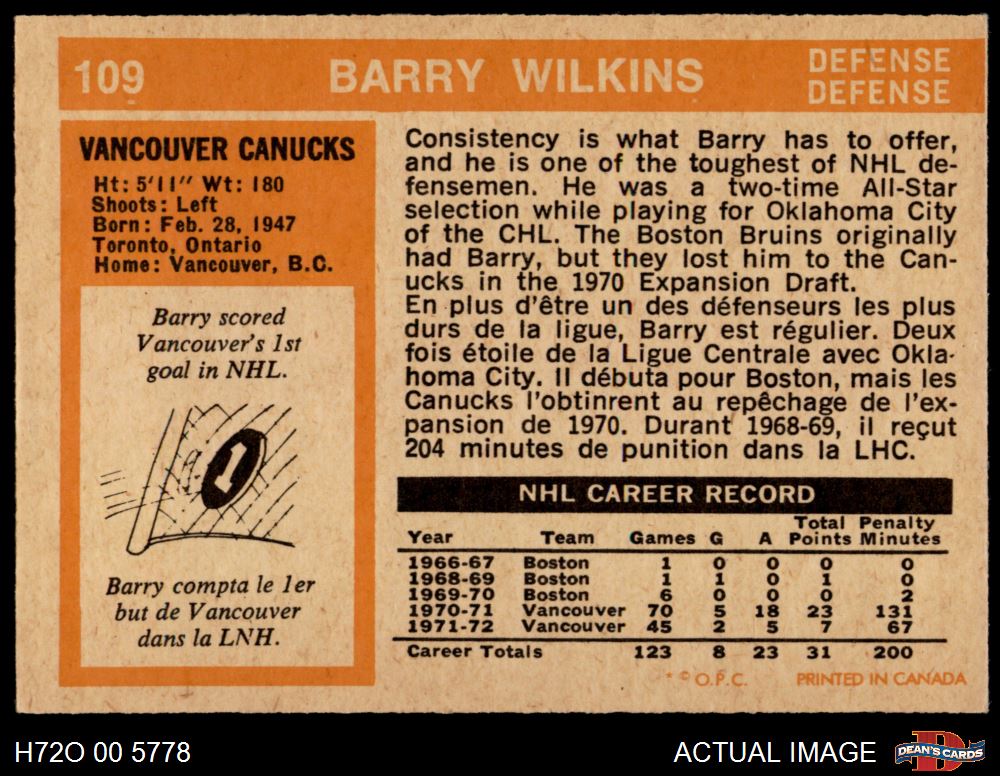 109
BARRY WILKINS
DEFENSE
DEFENSE
VANCOUVER CANUCKS
Ht: 5'11'' Wt: 180
Shoots: Left
Born: Feb. 28, 1947
Toronto, Ontario
Home: Vancouver, B.C.
Barry scored
Vancouver's 1st
goal in NHL.
1
Barry compta le 1er
but de Vancouver
dans la LNH.
Consistency is what Barry has to offer,
and he is one of the toughest of NHL de-
fensemen. He was a two-time All-Star
selection while playing for Oklahoma City
of the CHL. The Boston Bruins originally
had Barry, but they lost him to the Can-
ucks in the 1970 Expansion Draft.
En plus d'être un des défenseurs les plus
durs de la ligue, Barry est régulier. Deux
fois étoile de la Ligue Centrale avec Okla-
homa City. Il débuta pour Boston, mais les
Canucks l'obtinrent au repêchage de l'ex-
pansion de 1970. Durant 1968-69, il reçut
204 minutes de punition dans la LHC.
NHL CAREER RECORD
Year Team Games G A Total Points Penalty Minutes
1966-67 Boston 1 0 0 0 0
1968-69 Boston 1 1 0 1 0
1969-70 Boston 6 0 0 0 2
1970-71 Vancouver 70 5 18 23 131
1971-72 Vancouver 45 2 5 7 67
Career Totals 123 8 23 31 200
* © O.P.C. PRINTED IN CANADA
H72O 00 5778
ACTUAL IMAGE
DEAN'S CARDS